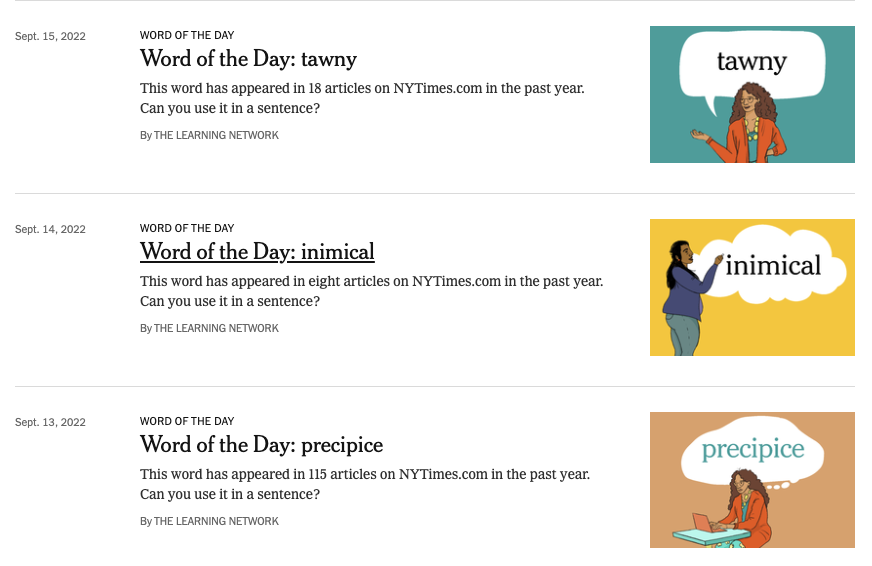 Sept. 15, 2022
WORD OF THE DAY
Word of the Day: tawny
This word has appeared in 18 articles on NYTimes.com in the past year.
Can you use it in a sentence?
By THE LEARNING NETWORK
tawny
Sept. 14, 2022
WORD OF THE DAY
Word of the Day: inimical
This word has appeared in eight articles on NYTimes.com in the past year.
Can you use it in a sentence?
By THE LEARNING NETWORK
inimical
Sept. 13, 2022
WORD OF THE DAY
Word of the Day: precipice
This word has appeared in 115 articles on NYTimes.com in the past year.
Can you use it in a sentence?
By THE LEARNING NETWORK
precipice